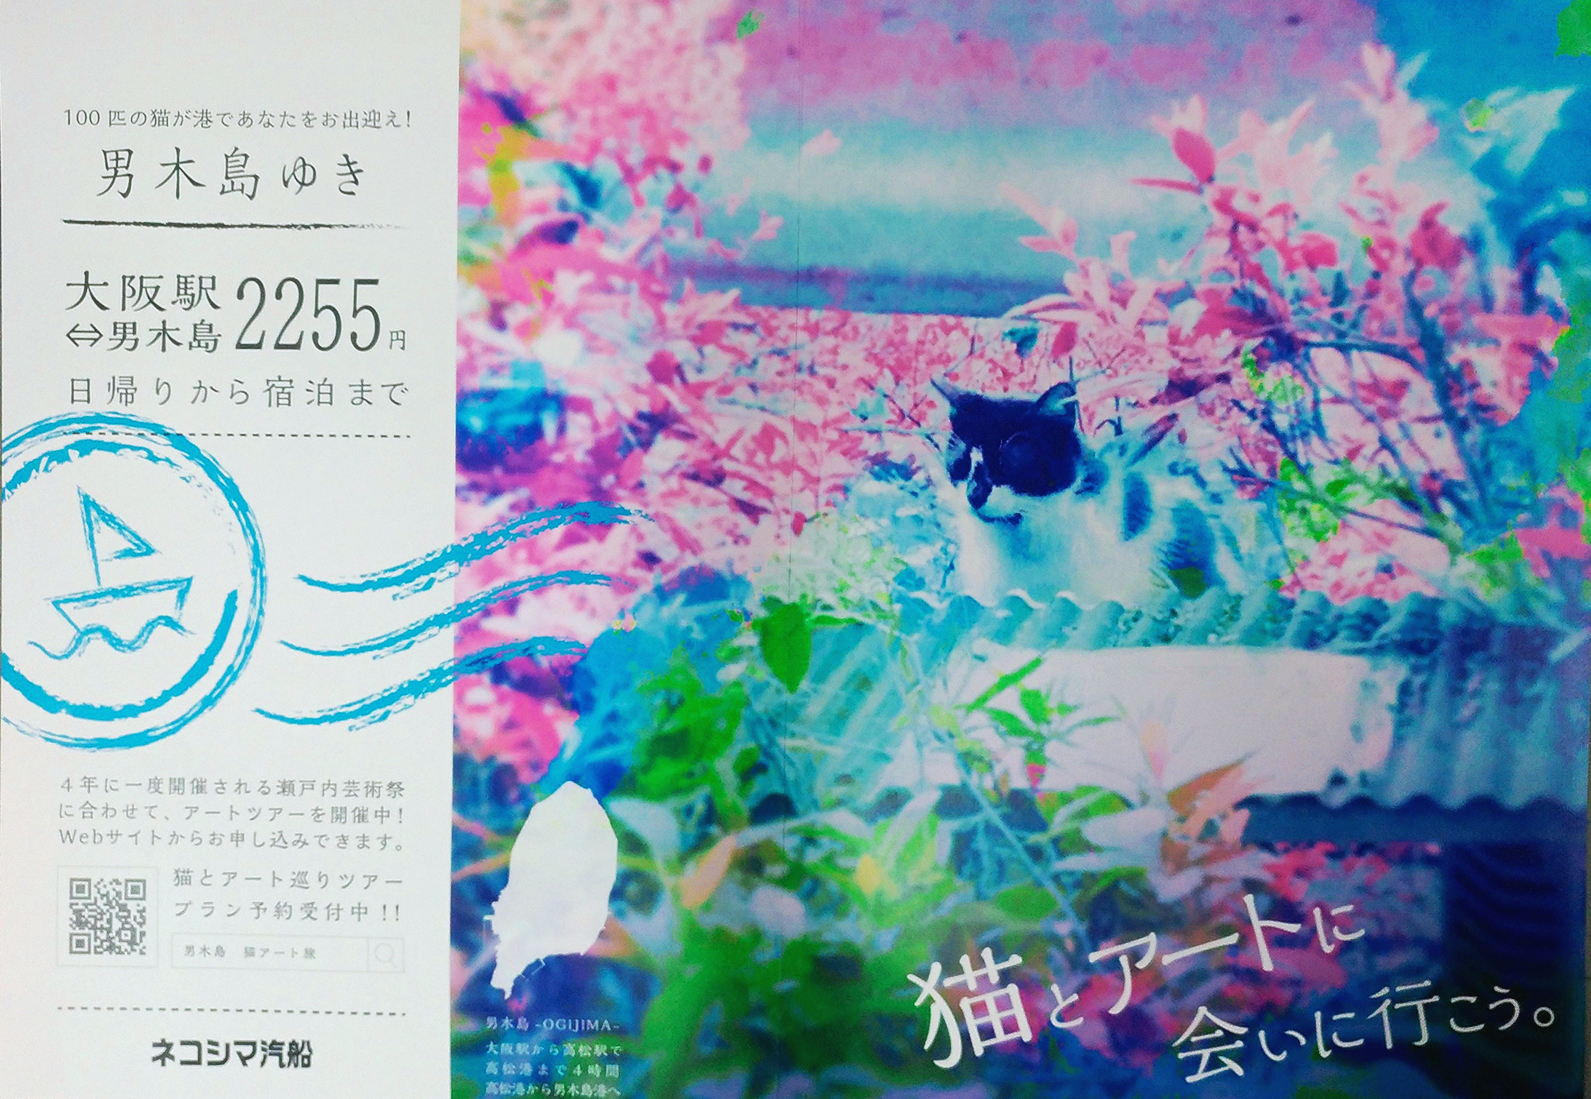 100匹の猫が港であなたをお出迎え!
男木島ゆき
大阪駅
⇔男木島
2255円
日帰りから宿泊まで
4年に一度開催される瀬戸内芸術祭
に合わせて、アートツアーを開催中!
Webサイトからお申し込みできます。
猫とアート巡りツアー
プラン予約受付中!!
男木島 猫アート旅
ネコシマ汽船
男木島 -OGIJIMA-
大阪駅から高松駅で
高松港まで4時間
高松港から男木島港へ
猫とアートに
会いに行こう。